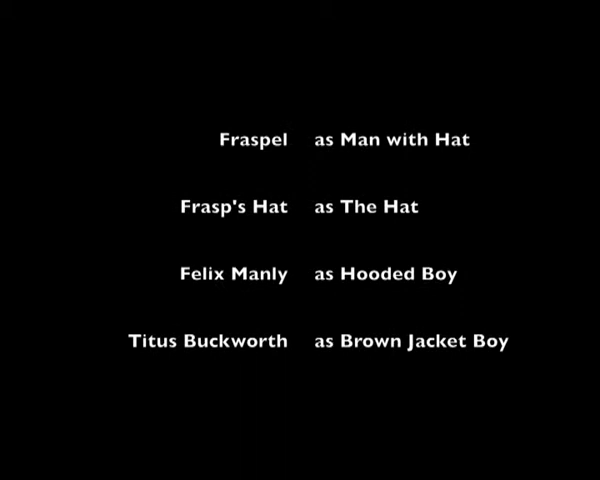 Fraspel as Man with Hat
Frasp's Hat as The Hat
Felix Manly as Hooded Boy
Titus Buckworth as Brown Jacket Boy